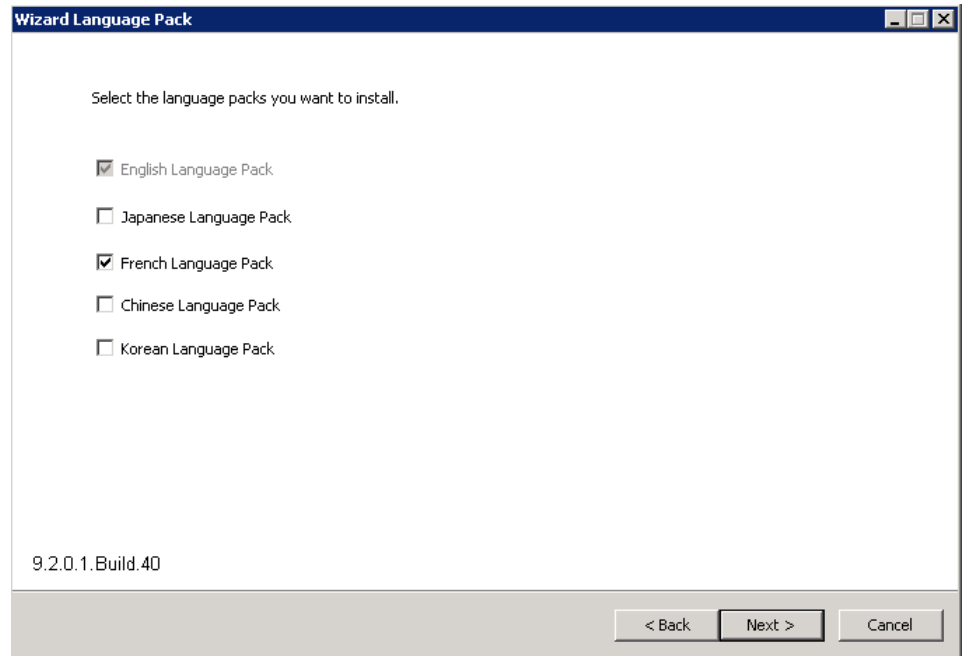 Wizard Language Pack
Select the language packs you want to install.
English Language Pack
Japanese Language Pack
French Language Pack
Chinese Language Pack
Korean Language Pack
9.2.0.1.Build.40
< Back Next > Cancel